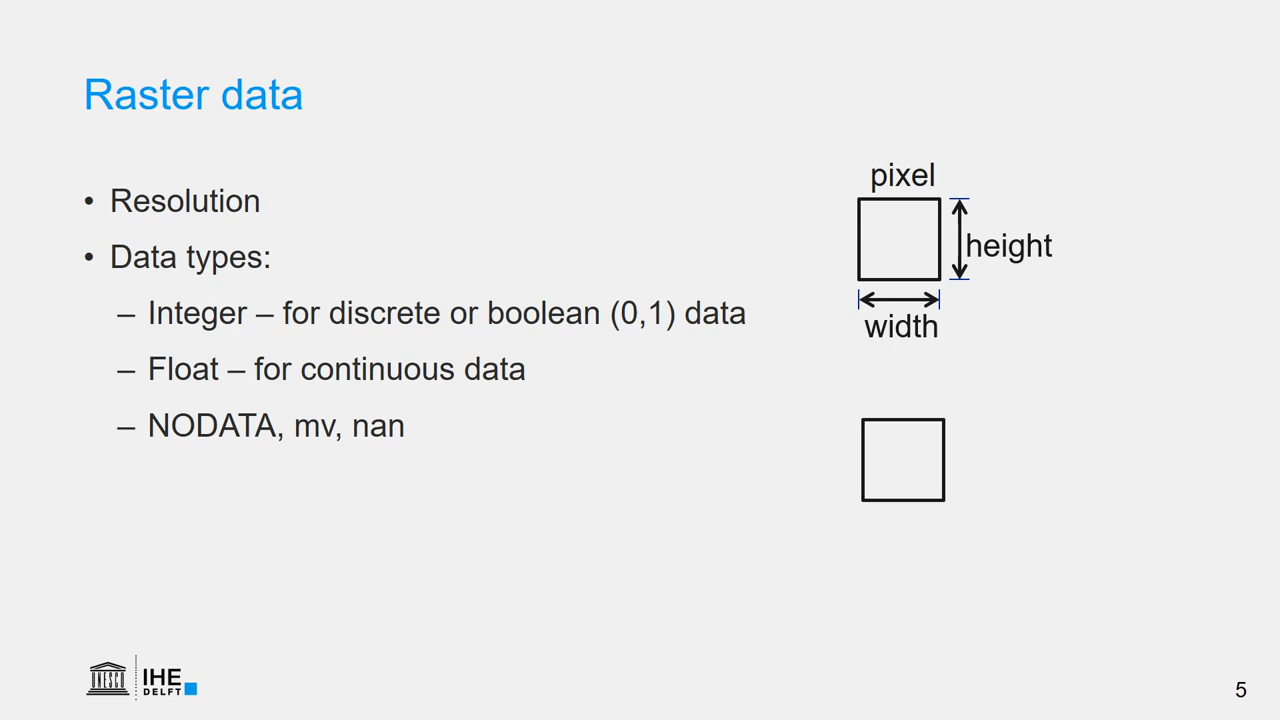 Raster data
• Resolution
• Data types:
– Integer – for discrete or boolean (0,1) data
– Float – for continuous data
– NODATA, mv, nan
pixel
height
width
UNESCO
IHE
DELFT
5